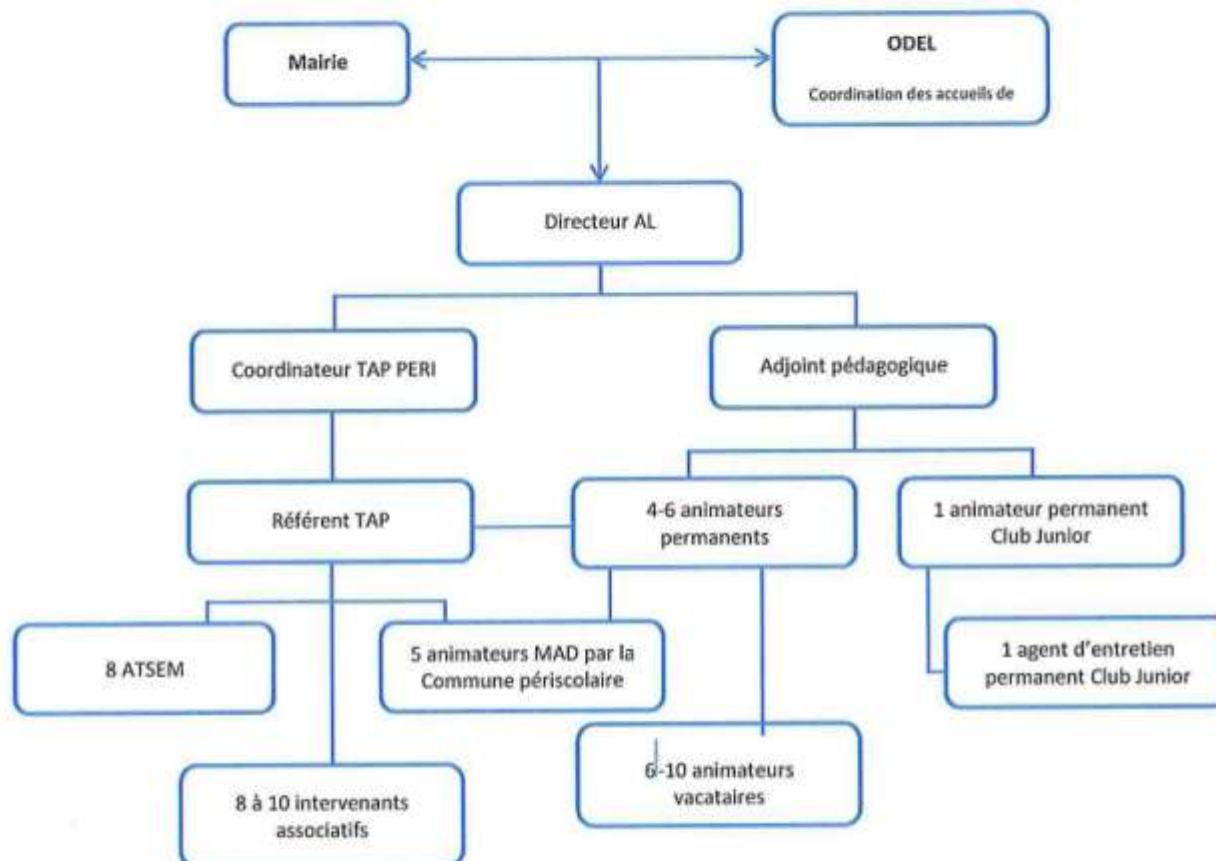 Mairie
ODEL
Coordination des accueils de
Directeur AL
Coordinateur TAP PERI
Adjoint pédagogique
Référent TAP
4-6 animateurs
permanents
1 animateur permanent
Club Junior
8 ATSEM
5 animateurs MAD par la
Commune périscolaire
1 agent d'entretien
permanent Club Junior
8 à 10 intervenants
associatifs
6-10 animateurs
vacataires